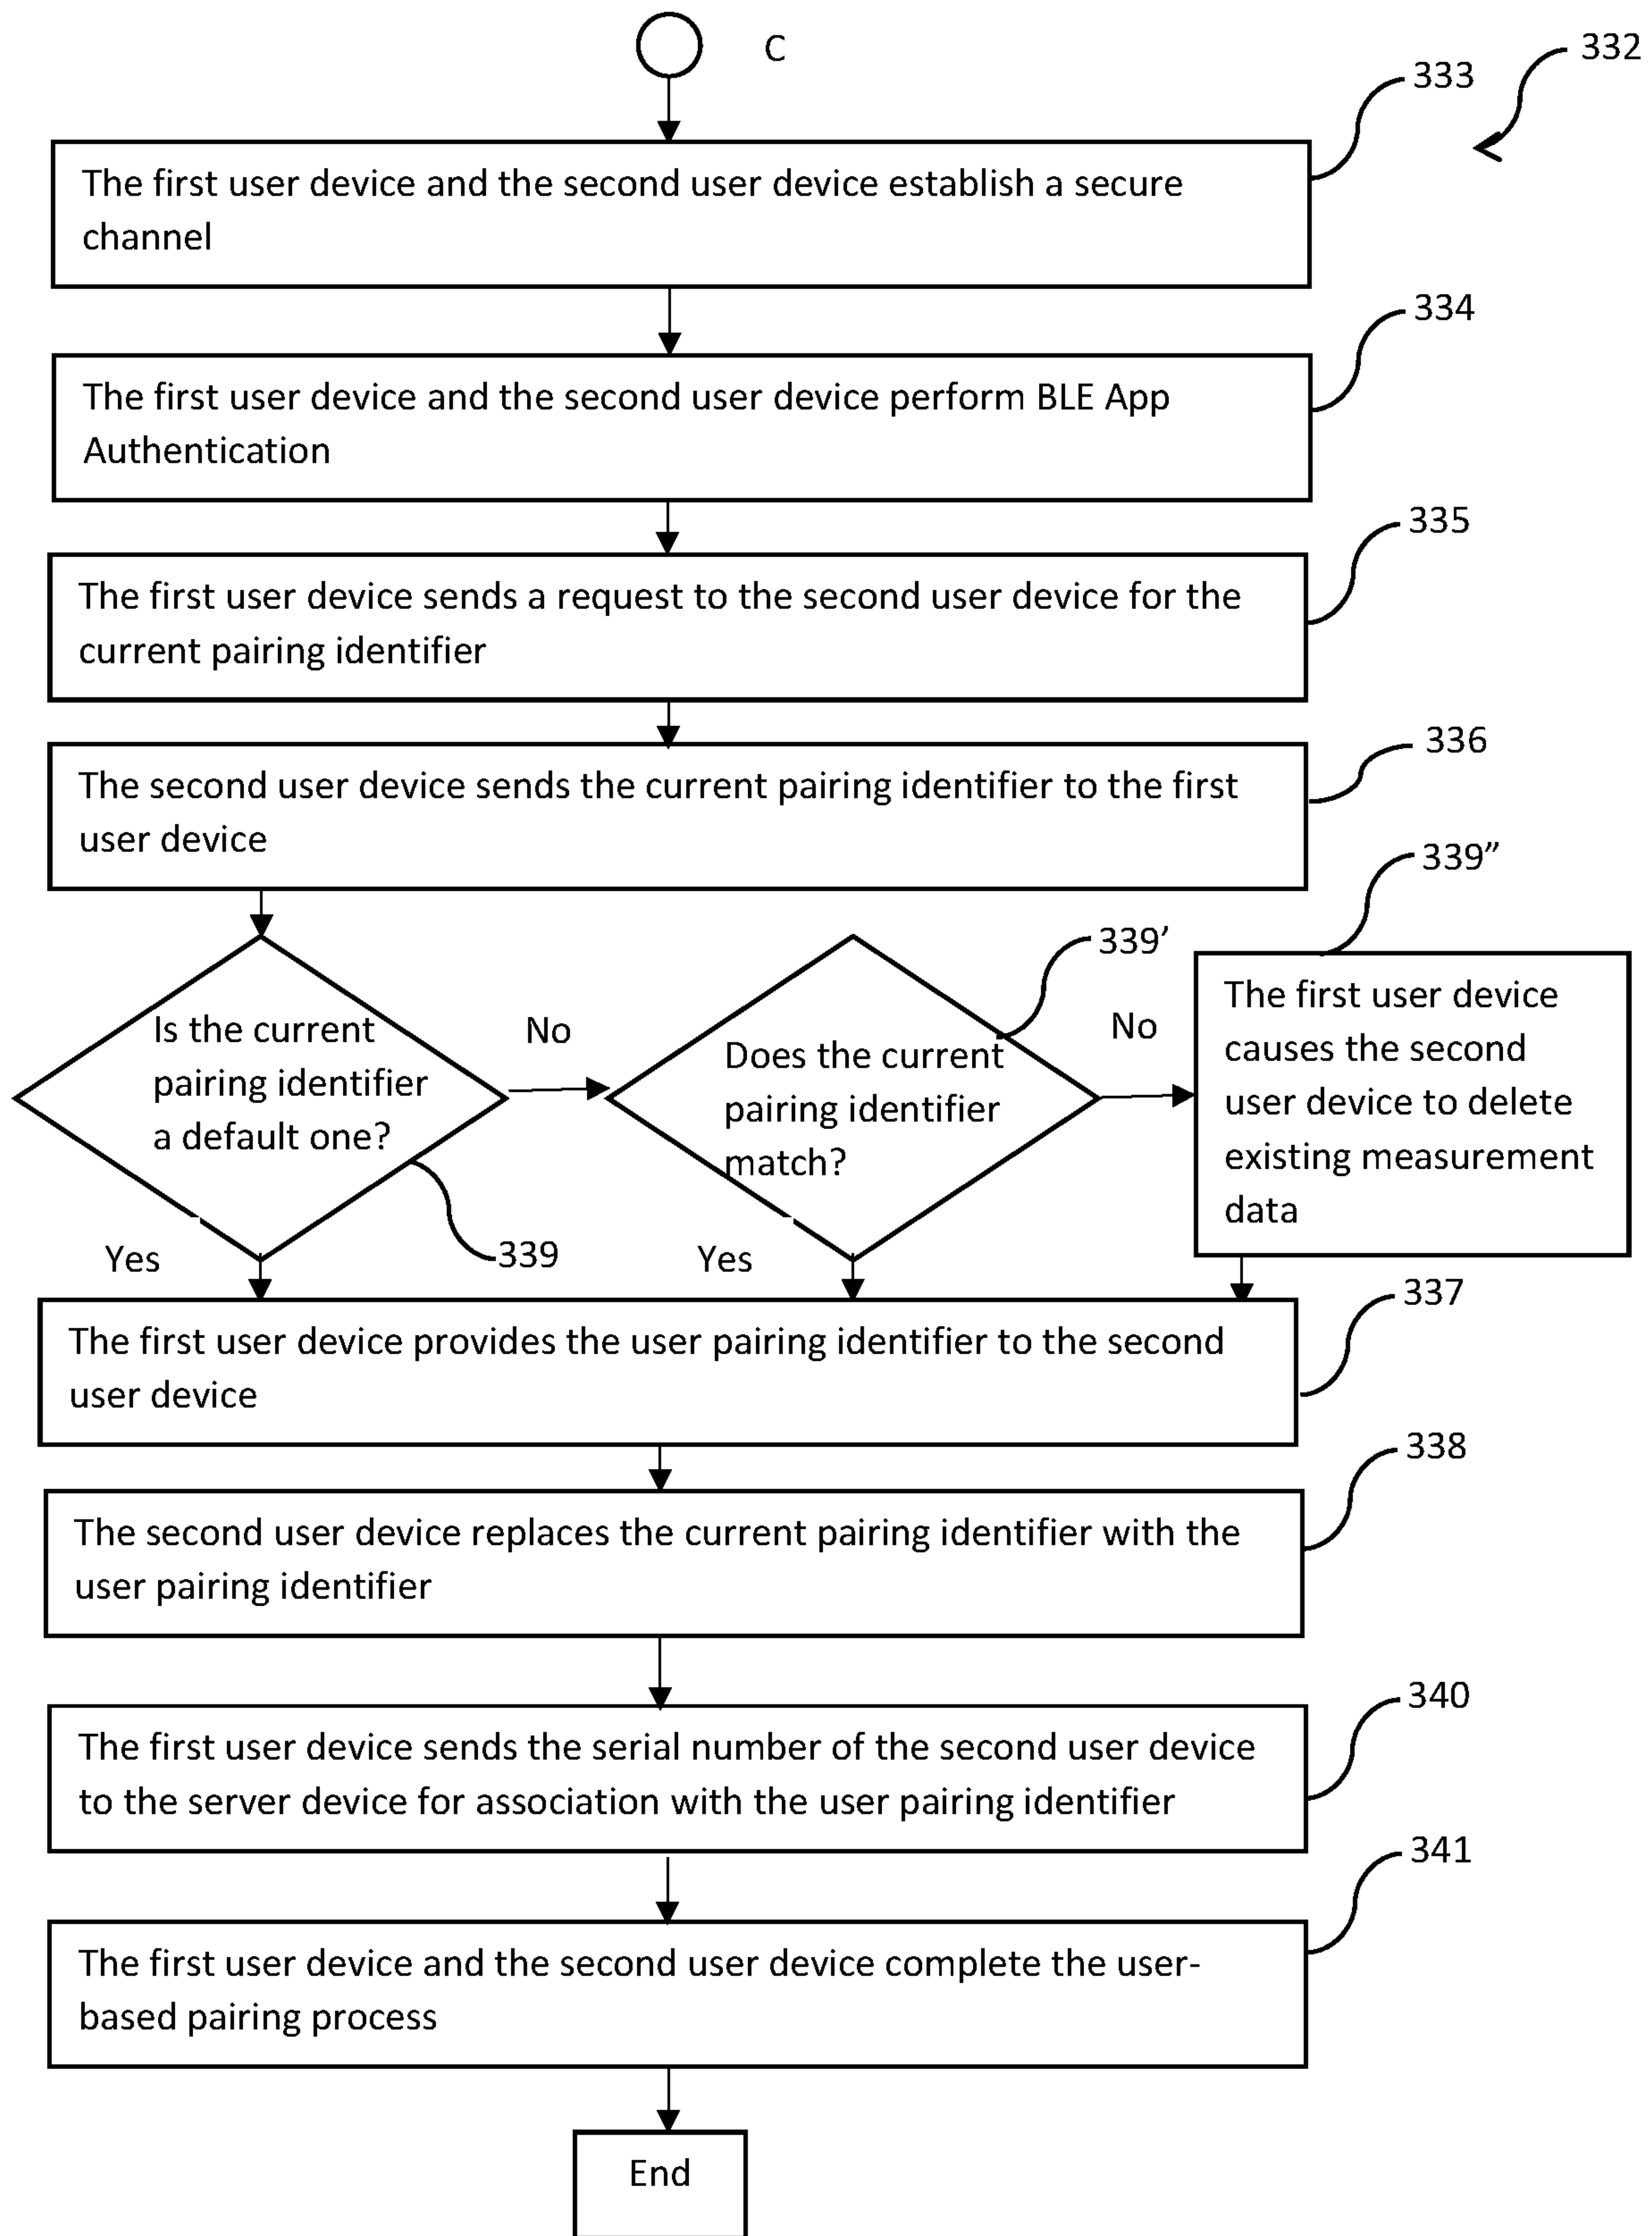 C
332
333
The first user device and the second user device establish a secure
channel
334
The first user device and the second user device perform BLE App
Authentication
335
The first user device sends a request to the second user device for the
current pairing identifier
336
The second user device sends the current pairing identifier to the first
user device
339”
339’
Is the current
pairing identifier
a default one?
No
Does the current
pairing identifier
match?
No
The first user device
causes the second
user device to delete
existing measurement
data
Yes
339
Yes
337
The first user device provides the user pairing identifier to the second
user device
338
The second user device replaces the current pairing identifier with the
user pairing identifier
340
The first user device sends the serial number of the second user device
to the server device for association with the user pairing identifier
341
The first user device and the second user device complete the user-
based pairing process
End